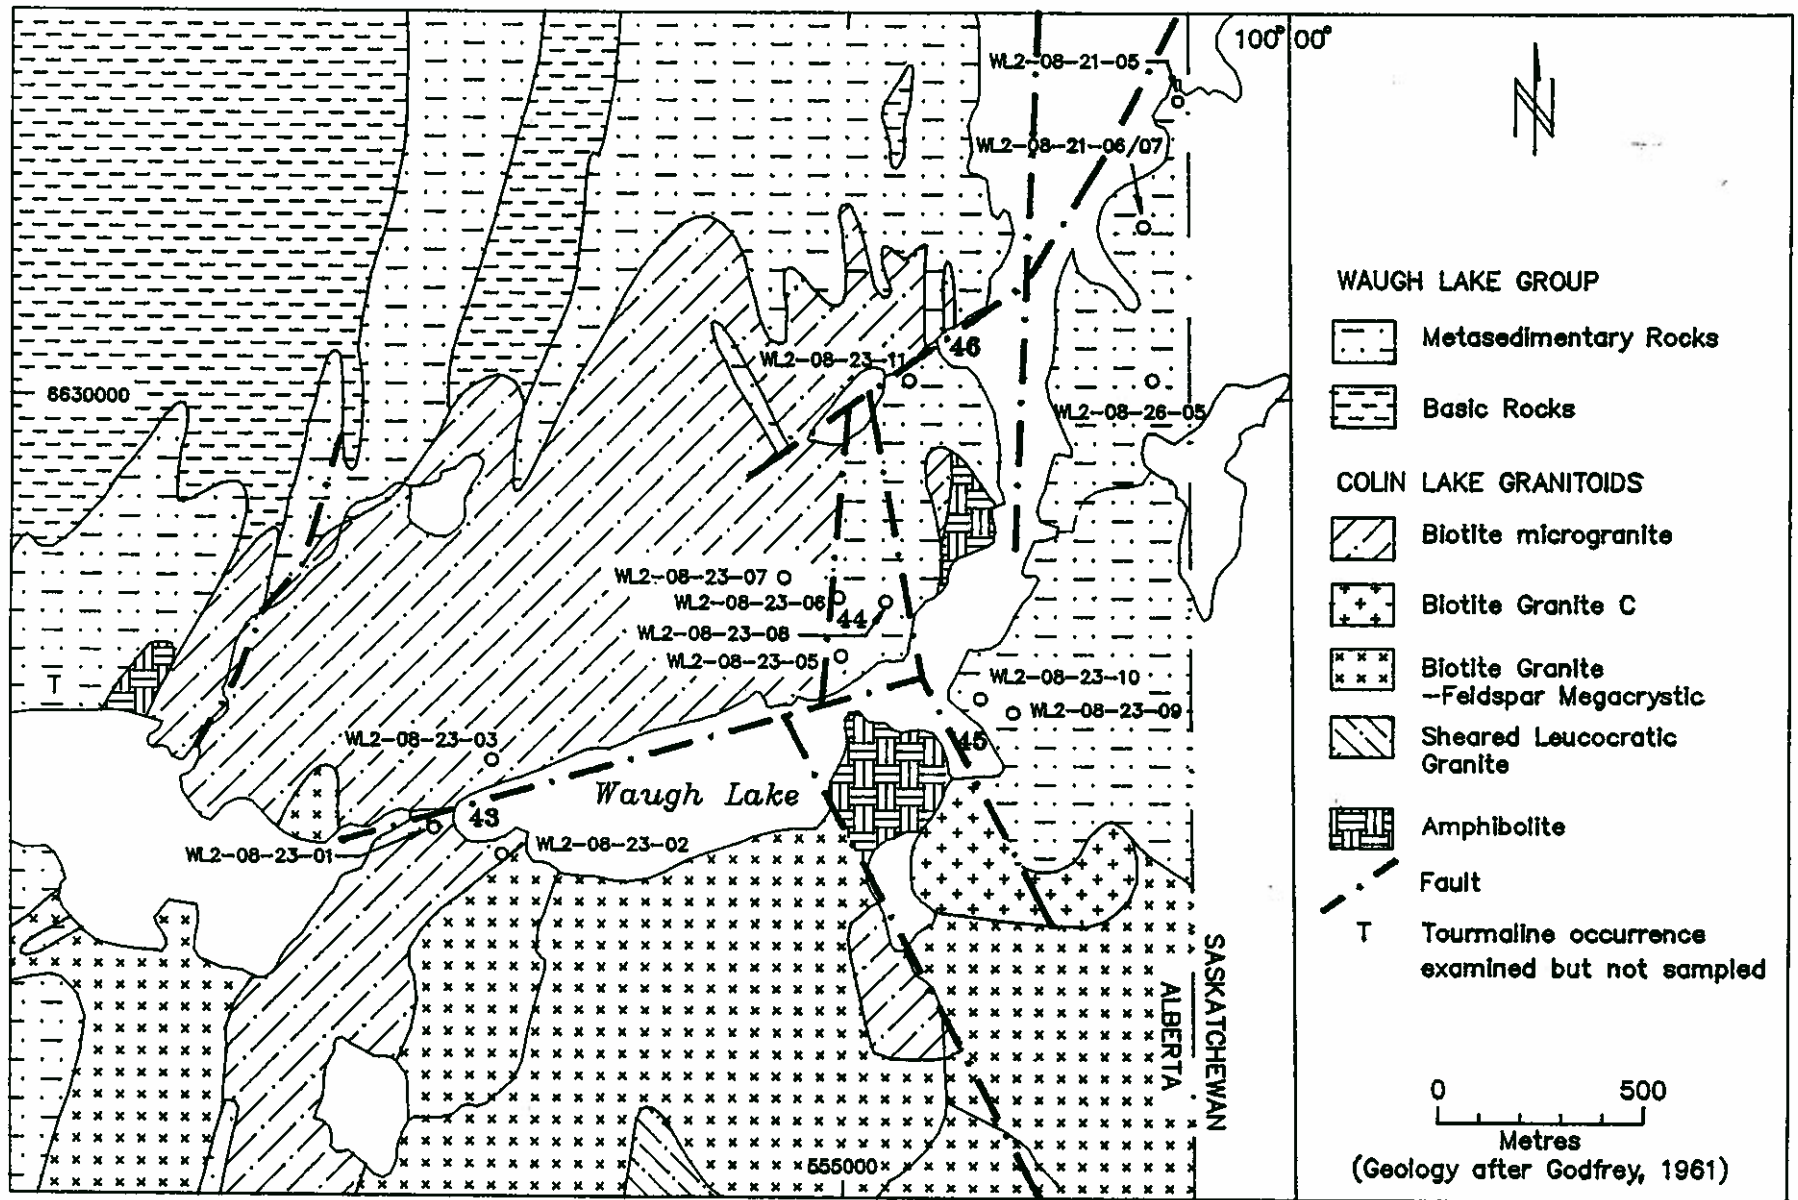 WL2-08-21-05
100° 00°
WL2-08-21-06/07
WL2-08-23-11
46
8630000
WL2-08-26-05
WL2-08-23-07
WL2-08-23-06
44
WL2-08-23-08
WL2-08-23-05
T
WL2-08-23-10
WL2-08-23-09
45
WL2-08-23-03
Waugh Lake
43
WL2-08-23-01
WL2-08-23-02
SASKATCHEWAN
ALBERTA
555000
N
WAUGH LAKE GROUP
Metasedimentary Rocks
Basic Rocks
COLIN LAKE GRANITOIDS
Biotite microgranite
Biotite Granite C
Biotite Granite
-Feldspar Megacrystic
Sheared Leucocratic
Granite
Amphibolite
Fault
T Tourmaline occurrence
examined but not sampled
0 500
Metres
(Geology after Godfrey, 1961)